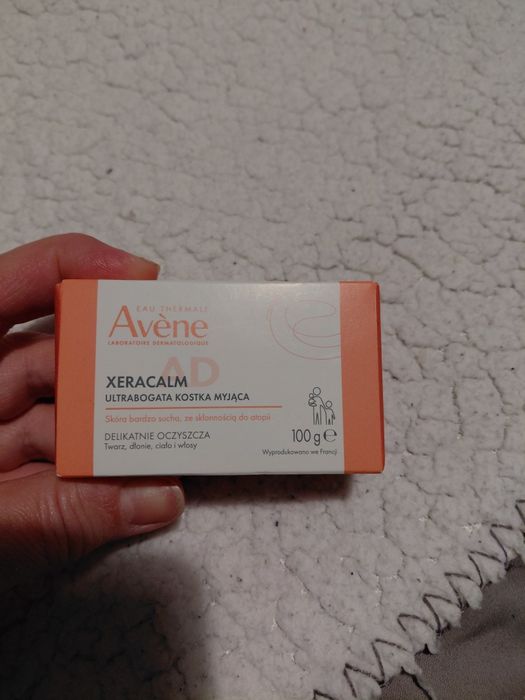 EAU THERMALE
Avène
LABORATOIRE DERMATOLOGIQUE
AD
XERACALM
ULTRABOGATA KOSTKA MYJĄCA
Skóra bardzo sucha, ze skłonnością do atopii
DELIKATNIE OCZYSZCZA
Twarz, dłonie, ciało i włosy
100 g ℮
Wyprodukowano we Francji